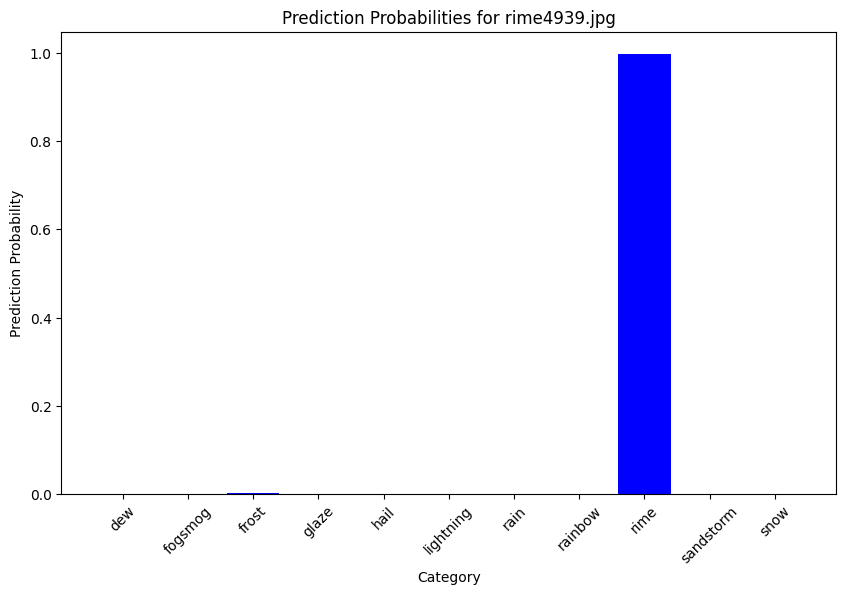 Prediction Probabilities for rime4939.jpg
Prediction Probability
1.0
0.8
0.6
0.4
0.2
0.0
dew
fogsmog
frost
glaze
hail
lightning
rain
rainbow
rime
sandstorm
snow
Category